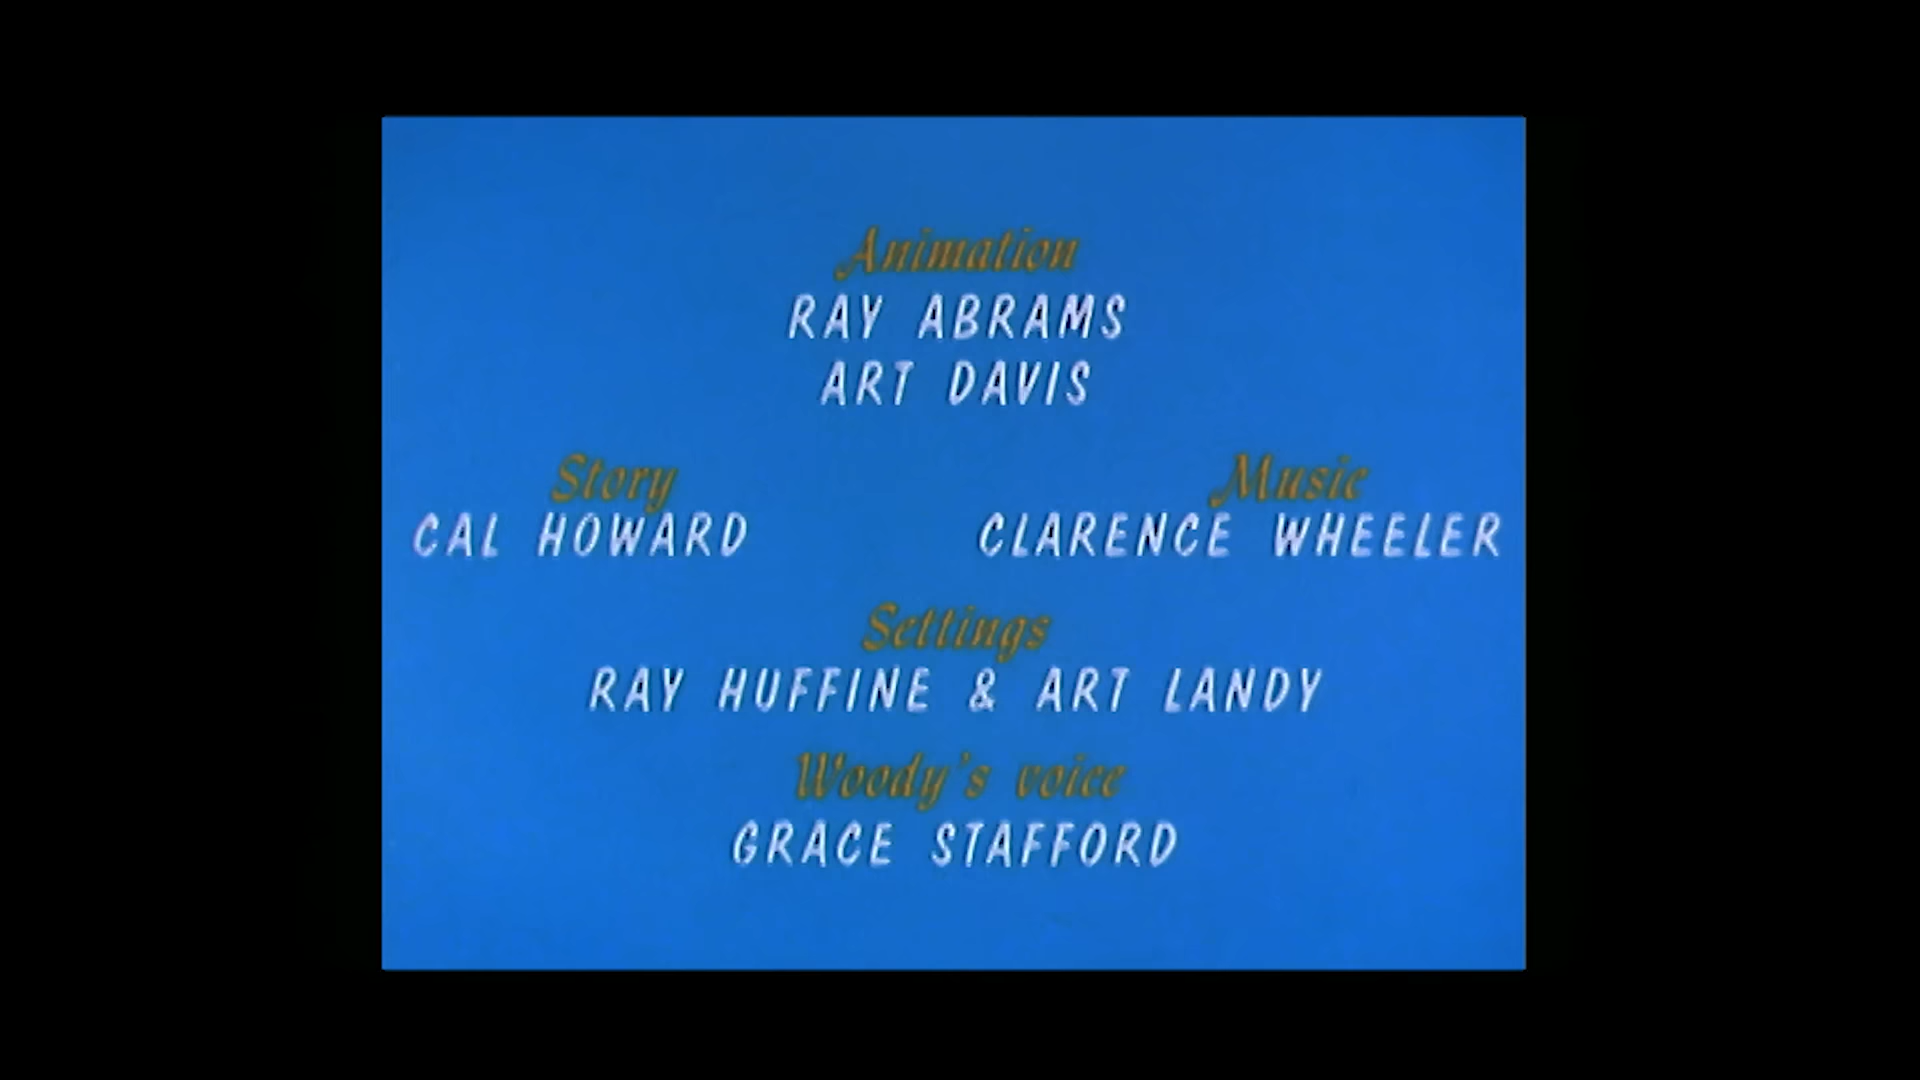 Animation
RAY ABRAMS
ART DAVIS
Story
CAL HOWARD
Music
CLARENCE WHEELER
Settings
RAY HUFFINE & ART LANDY
Woody's voice
GRACE STAFFORD